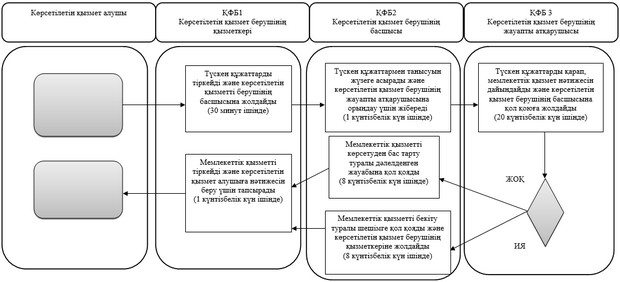 Көрсетілетін қызмет алушы
ҚФБ1
Көрсетілетін қызмет берушінің
қызметкері
ҚФБ2
Көрсетілетін қызмет берушінің
басшысы
ҚФБ 3
Көрсетілетін қызмет берушінің
жауапты атқарушысы
Түскен құжаттарды
тіркейді және көрсетілетін
қызметті берушінің
басшысына жолдайды
(30 минут ішінде)
Түскен құжаттармен танысуын
жүзеге асырады және
көрсетілетін қызмет берушінің
жауапты атқарушысына
орындау үшін жібереді
(1 күнтізбелік күн ішінде)
Түскен құжаттарды қарап,
мемлекеттік қызмет нәтижесін
дайындайды және көрсетілетін
қызмет берушінің басшысына
қол қоюға жолдайды
(20 күнтізбелік күн ішінде)
Мемлекеттік қызметті
тіркейді және көрсетілетін
қызмет алушыға нәтижесін
беру үшін тапсырады
(1 күнтізбелік күн ішінде)
Мемлекеттік қызметті
көрсетуден бас тарту
туралы дәлелденген
жауабына қол қояды
(8 күнтізбелік күн ішінде)
ЖОҚ
Мемлекеттік қызметті бекіту
туралы шешімге қол қояды және
көрсетілетін қызмет берушінің
қызметкеріне жолдайды
(8 күнтізбелік күн ішінде)
ИЯ